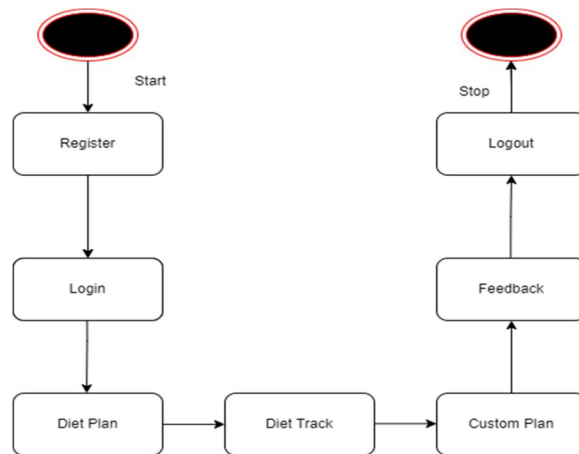 Start
Register
Login
Diet Plan
Diet Track
Custom Plan
Feedback
Logout
Stop